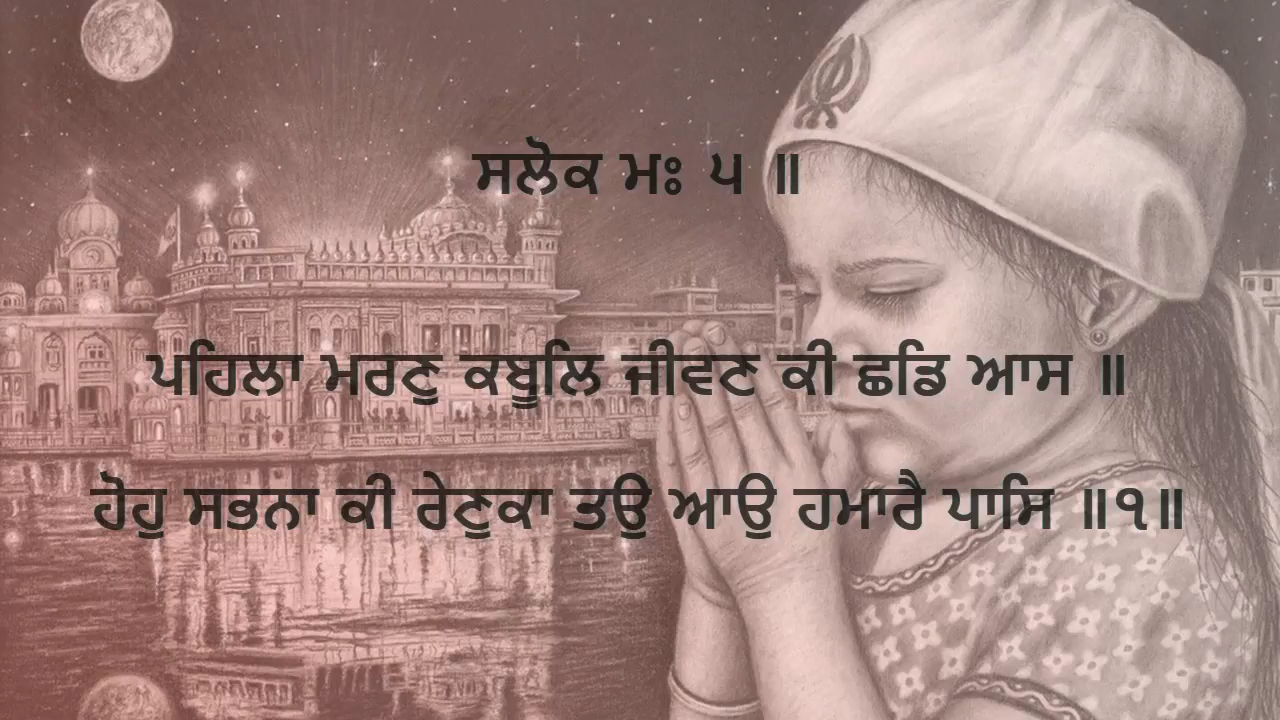 ਸਲੋਕ ਮਃ ੫ ॥
ਪਹਿਲਾ ਮਰਣੁ ਕਬੂਲਿ ਜੀਵਣ ਕੀ ਛਡਿ ਆਸ ॥
ਹੋਹੁ ਸਭਨਾ ਕੀ ਰੇਣੁਕਾ ਤਉ ਆਉ ਹਮਾਰੈ ਪਾਸਿ ॥੧॥